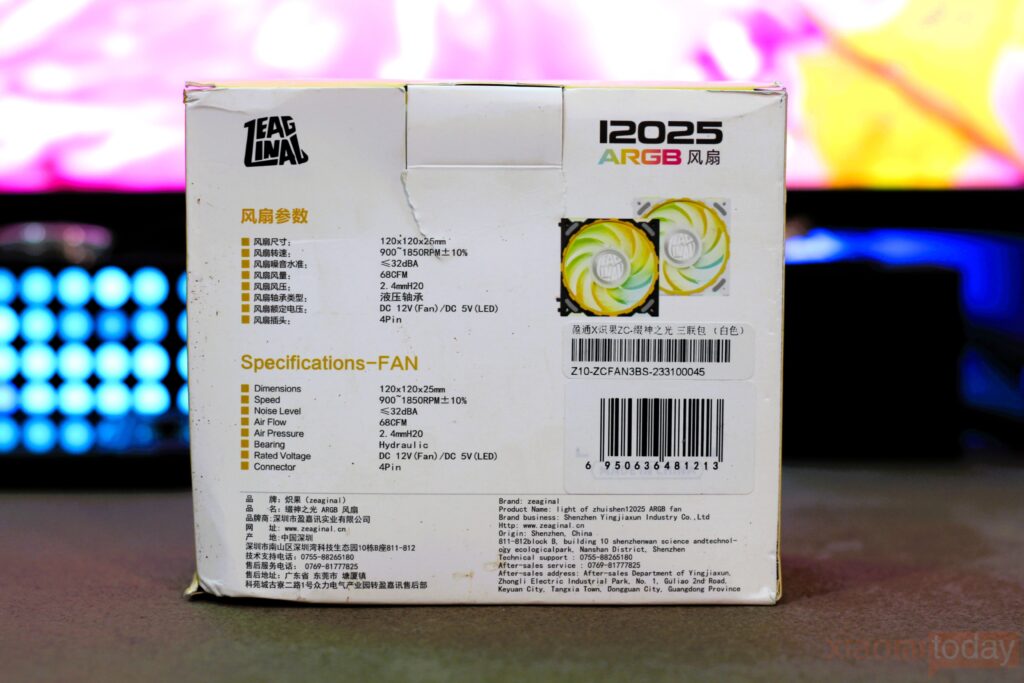 ZEAGINAL
12025
ARGB 风扇
风扇参数
风扇尺寸: 120x120x25mm
风扇转速: 900~1850RPM±10%
风扇噪音水准: ≤32dBA
风扇风量: 68CFM
风扇风压: 2.4mmH2O
风扇轴承类型: 液压轴承
风扇额定电压: DC 12V(Fan)/DC 5V(LED)
风扇插头: 4Pin
Specifications-FAN
Dimensions 120x120x25mm
Speed 900~1850RPM±10%
Noise Level ≤32dBA
Air Flow 68CFM
Air Pressure 2.4mmH2O
Bearing Hydraulic
Rated Voltage DC 12V(Fan)/DC 5V(LED)
Connector 4Pin
ZEAGINAL
ZEAGINAL
盈通X炽果ZC-缀神之光 三联包 (白色)
Z10-ZCFAN3BS-233100045
6 950636 481213
品 牌: 炽果 (zeaginal)
品 名: 缀神之光 ARGB 风扇
品牌商: 深圳市盈嘉讯实业有限公司
网 址: www.zeaginal.cn
产 地: 中国深圳
深圳市南山区深圳湾科技生态园10栋B座811-812
技术支持电话: 0755-88265180
售后服务电话: 0769-81777825
售后地址: 广东省 东莞市 塘厦镇
科苑城古寮二路1号众力电气产业园转盈嘉讯售后部
Brand: zeaginal
Product Name: light of zhuishen12025 ARGB fan
Brand business: Shenzhen Yingjiaxun Industry Co.,Ltd
Http: www.zeaginal.cn
Origin: Shenzhen, China
811-812block B, building 10 shenzhenwan science andtechnol-
ogy ecologicalpark, Nanshan District, Shenzhen
Technical support : 0755-88265180
After-sales service : 0769-81777825
After-sales address: After-sales Department of Yingjiaxun,
Zhongli Electric Industrial Park, No. 1, Guliao 2nd Road,
Keyuan City, Tangxia Town, Dongguan City, Guangdong Province
xiaomitoday